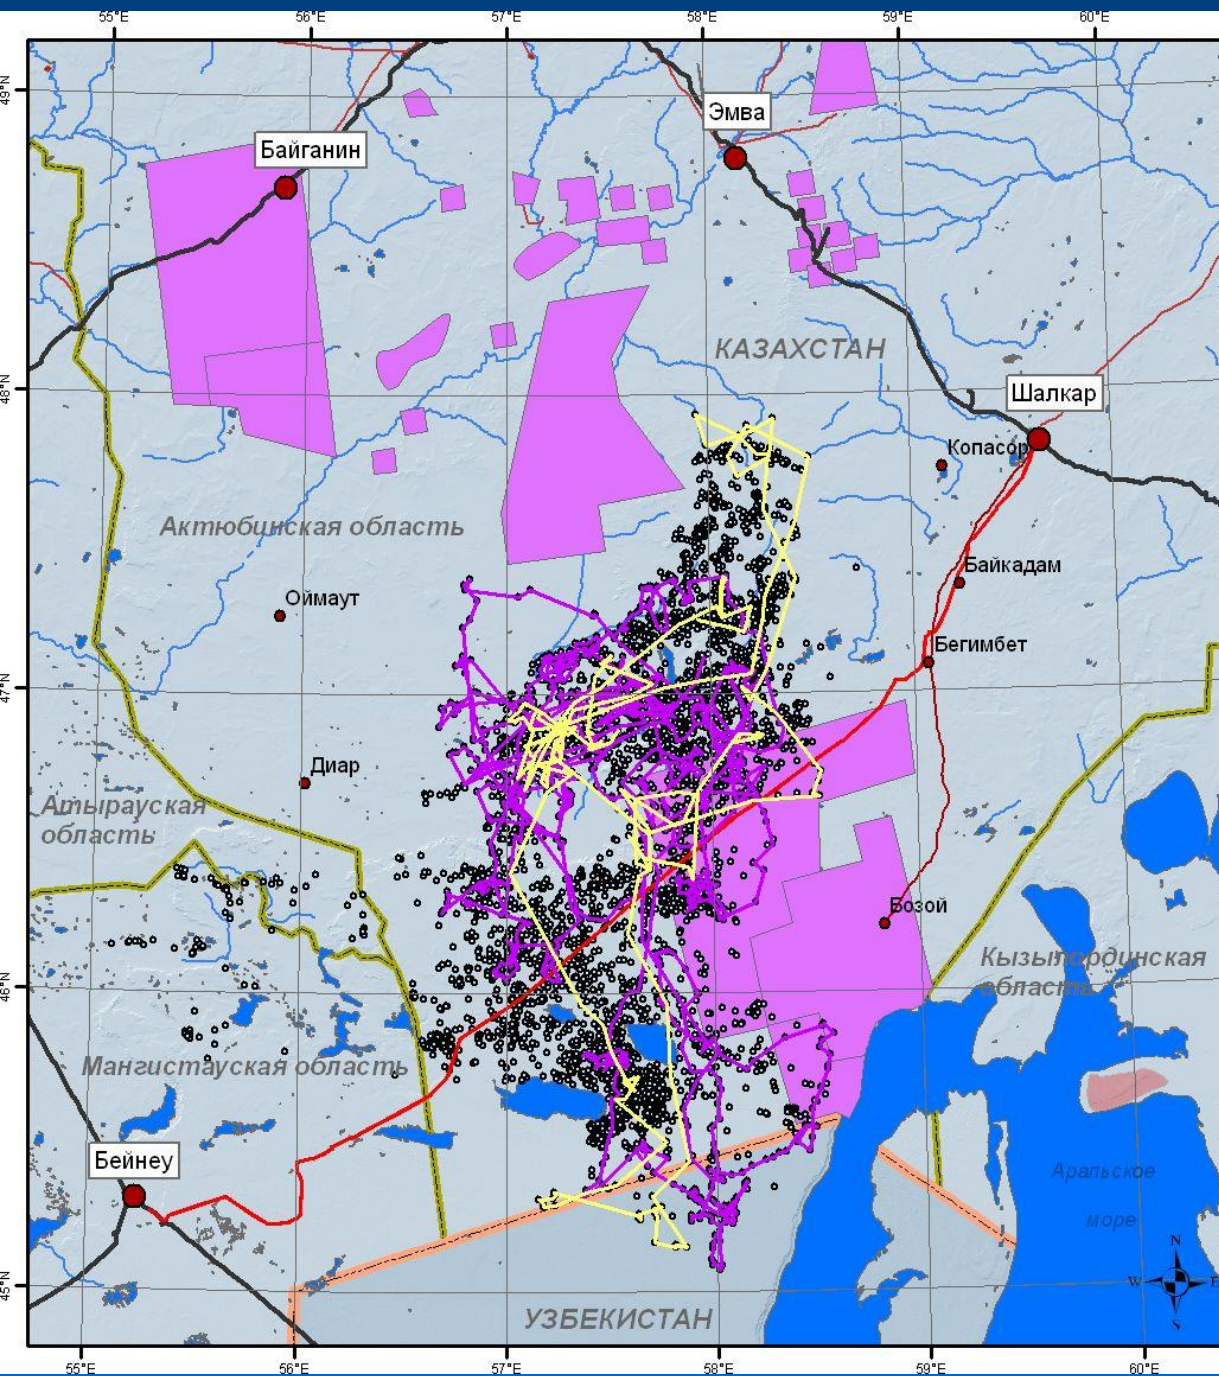 55°E 56°E 57°E 58°E 59°E 60°E
49°N
Эмва
Байганин
КАЗАХСТАН
48°N
Шалкар
Копасор
Актюбинская область
Байкадам
Оймаут
Бегимбет
47°N
Диар
Атырауская
область
Бозой
Кызылординская
область
46°N
Мангистауская область
Бейнеу
Аральское
море
N
W E
S
45°N
УЗБЕКИСТАН
55°E 56°E 57°E 58°E 59°E 60°E